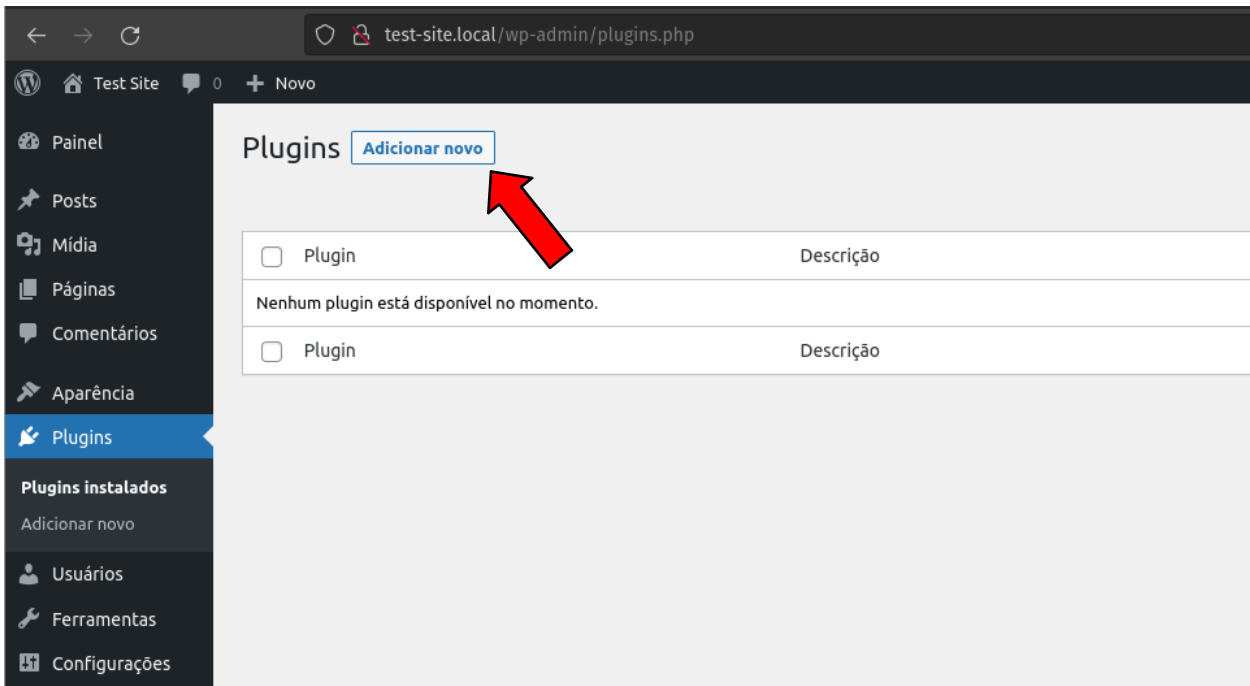 test-site.local/wp-admin/plugins.php
Test Site 0 Novo
Painel
Posts
Mídia
Páginas
Comentários
Aparência
Plugins
Plugins instalados
Adicionar novo
Usuários
Ferramentas
Configurações
Plugins Adicionar novo
Plugin Descrição
Nenhum plugin está disponível no momento.
Plugin Descrição